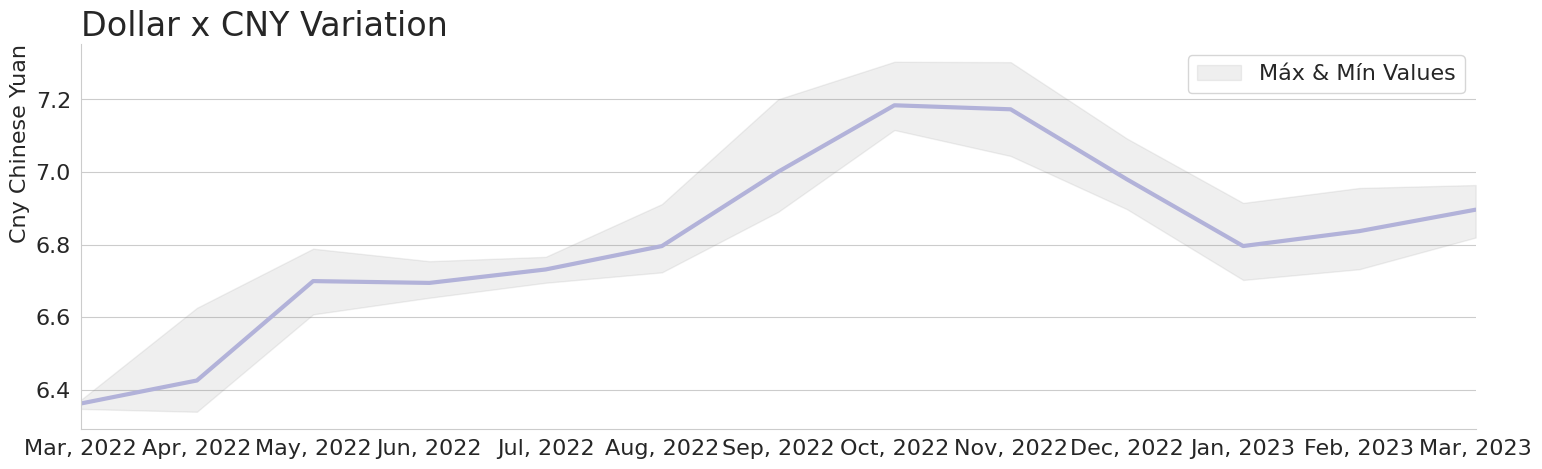 Dollar x CNY Variation
Cny Chinese Yuan
Máx & Mín Values
7.2
7.0
6.8
6.6
6.4
Mar, 2022 Apr, 2022 May, 2022 Jun, 2022 Jul, 2022 Aug, 2022 Sep, 2022 Oct, 2022 Nov, 2022 Dec, 2022 Jan, 2023 Feb, 2023 Mar, 2023